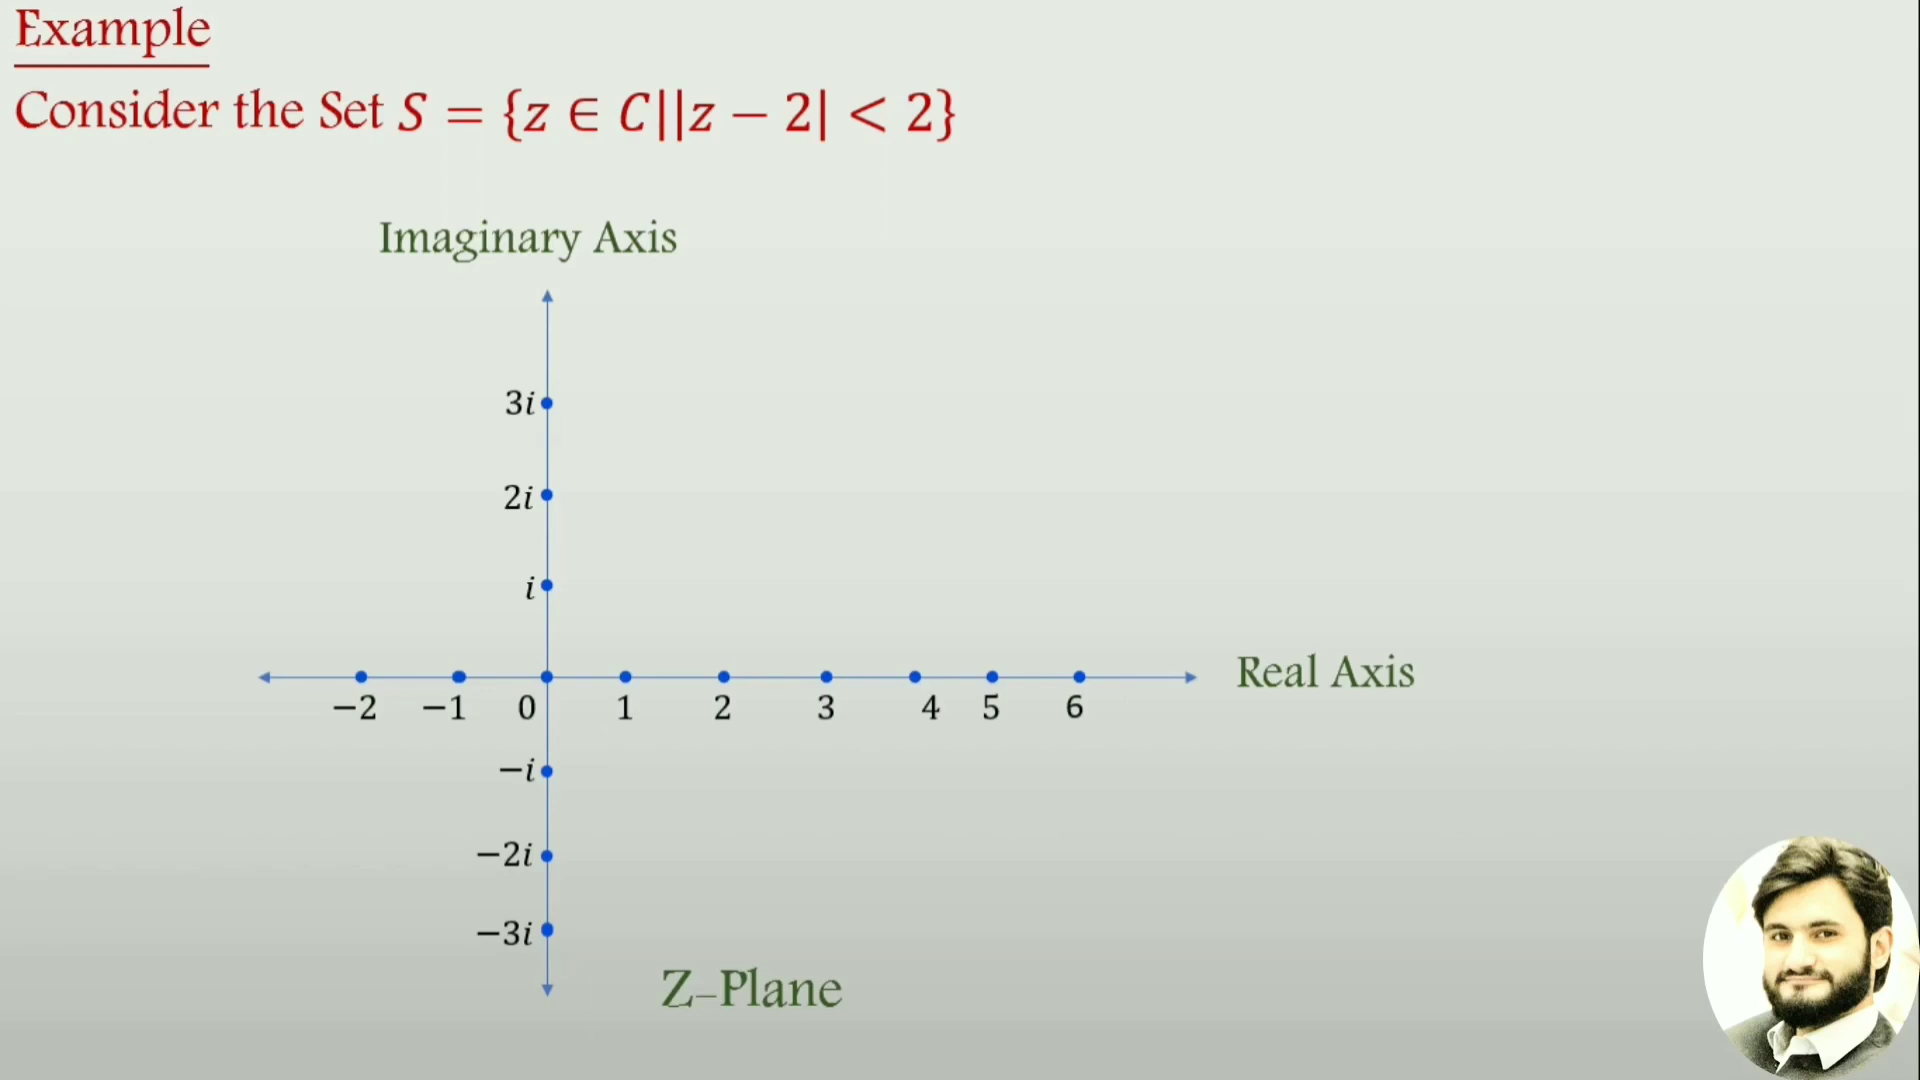 Example
Consider the Set S = {z ∈ C||z − 2| < 2}
Imaginary Axis
3i
2i
i
Real Axis
−2 −1 0 1 2 3 4 5 6
−i
−2i
−3i
Z-Plane